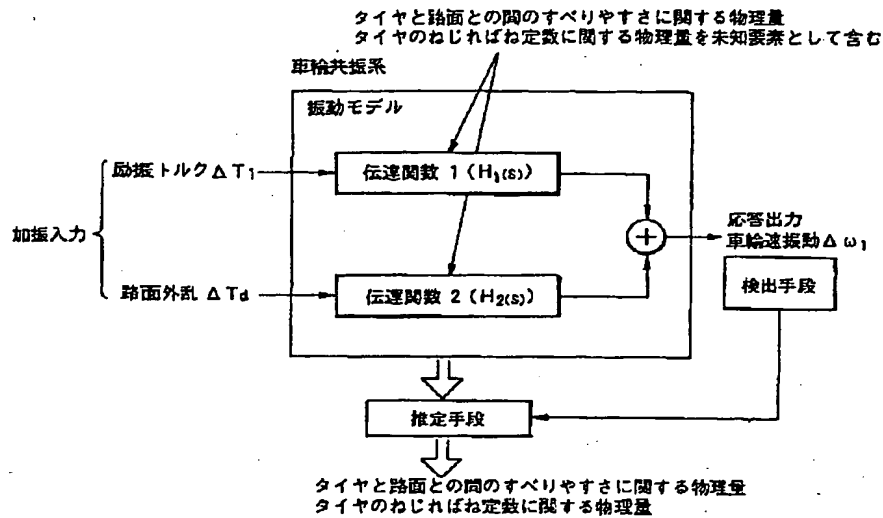 タイヤと路面との間のすべりやすさに関する物理量
タイヤのねじればね定数に関する物理量を未知要素として含む
車輪共振系
振動モデル
励振トルク ΔT1
伝達関数 1 (H1(S))
加振入力
応答出力
車輪速振動 Δω1
路面外乱 ΔTd
伝達関数 2 (H2(S))
検出手段
推定手段
タイヤと路面との間のすべりやすさに関する物理量
タイヤのねじればね定数に関する物理量